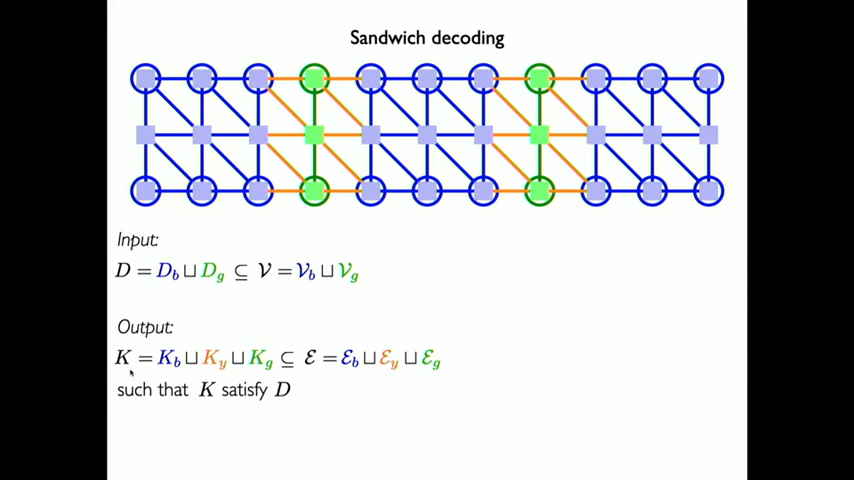 Sandwich decoding
Input:
D = D_b ⊔ D_g ⊆ 𝒱 = 𝒱_b ⊔ 𝒱_g
Output:
K = K_b ⊔ K_y ⊔ K_g ⊆ ℰ = ℰ_b ⊔ ℰ_y ⊔ ℰ_g
such that K satisfy D